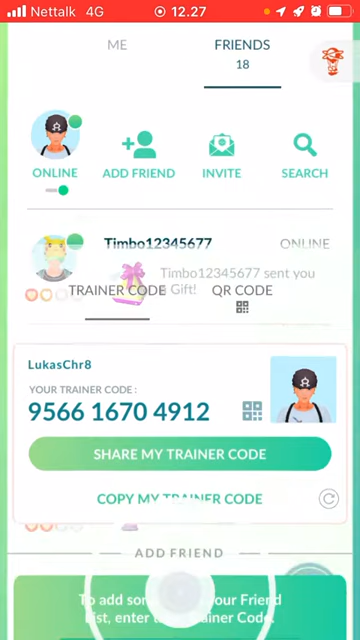 Nettalk 4G 12.27
ME FRIENDS
18
ONLINE ADD FRIEND INVITE SEARCH
Timbo12345677 ONLINE
Timbo12345677 sent you
a Gift!
TRAINER CODE QR CODE
LukasChr8
YOUR TRAINER CODE :
9566 1670 4912
SHARE MY TRAINER CODE
COPY MY TRAINER CODE
ADD FRIEND
To add som your Friend
List, enter t Trainer Code.